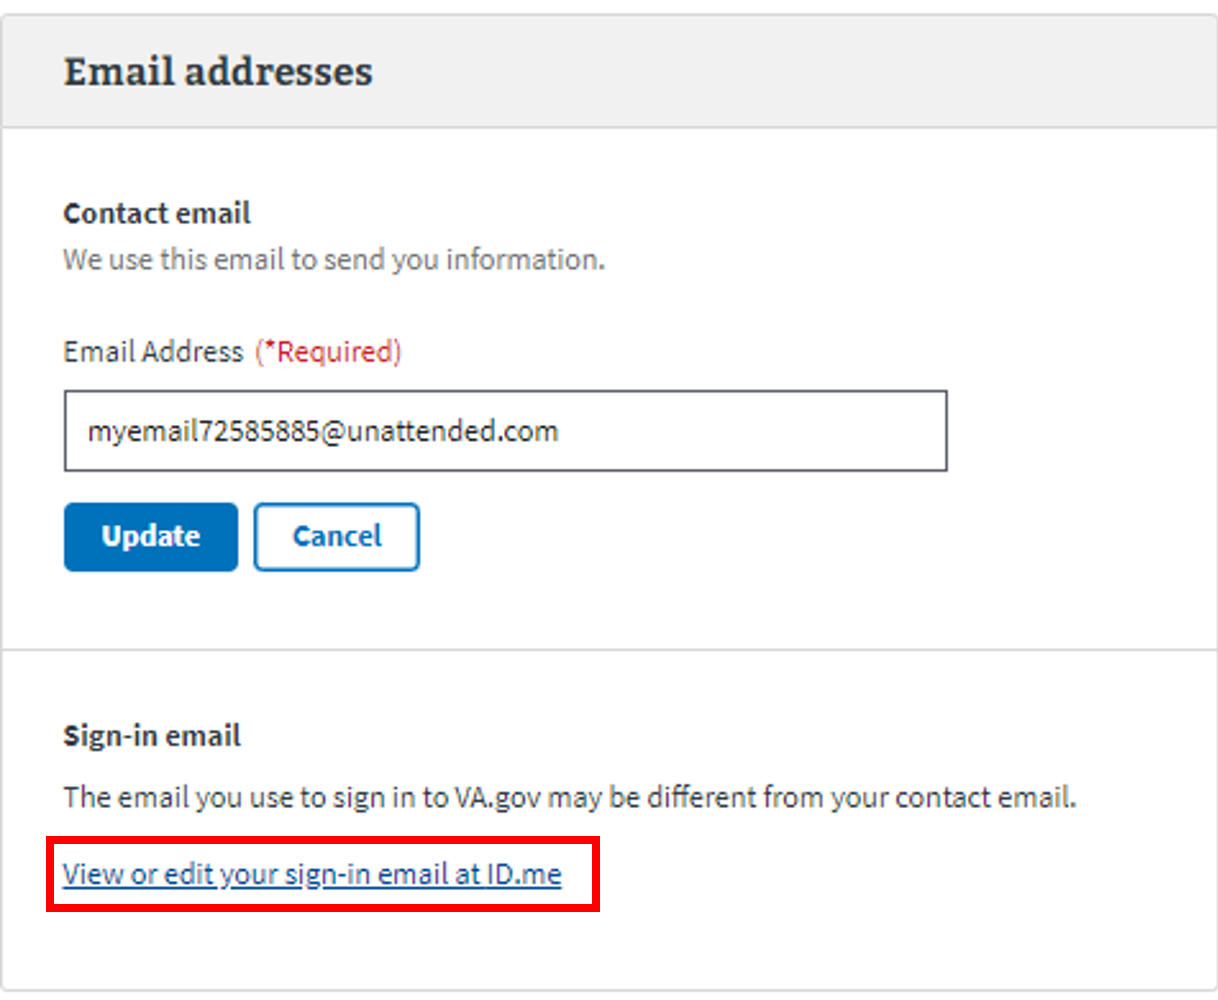 Email addresses
Contact email
We use this email to send you information.
Email Address (*Required)
myemail72585885@unattended.com
Update Cancel
Sign-in email
The email you use to sign in to VA.gov may be different from your contact email.
View or edit your sign-in email at ID.me